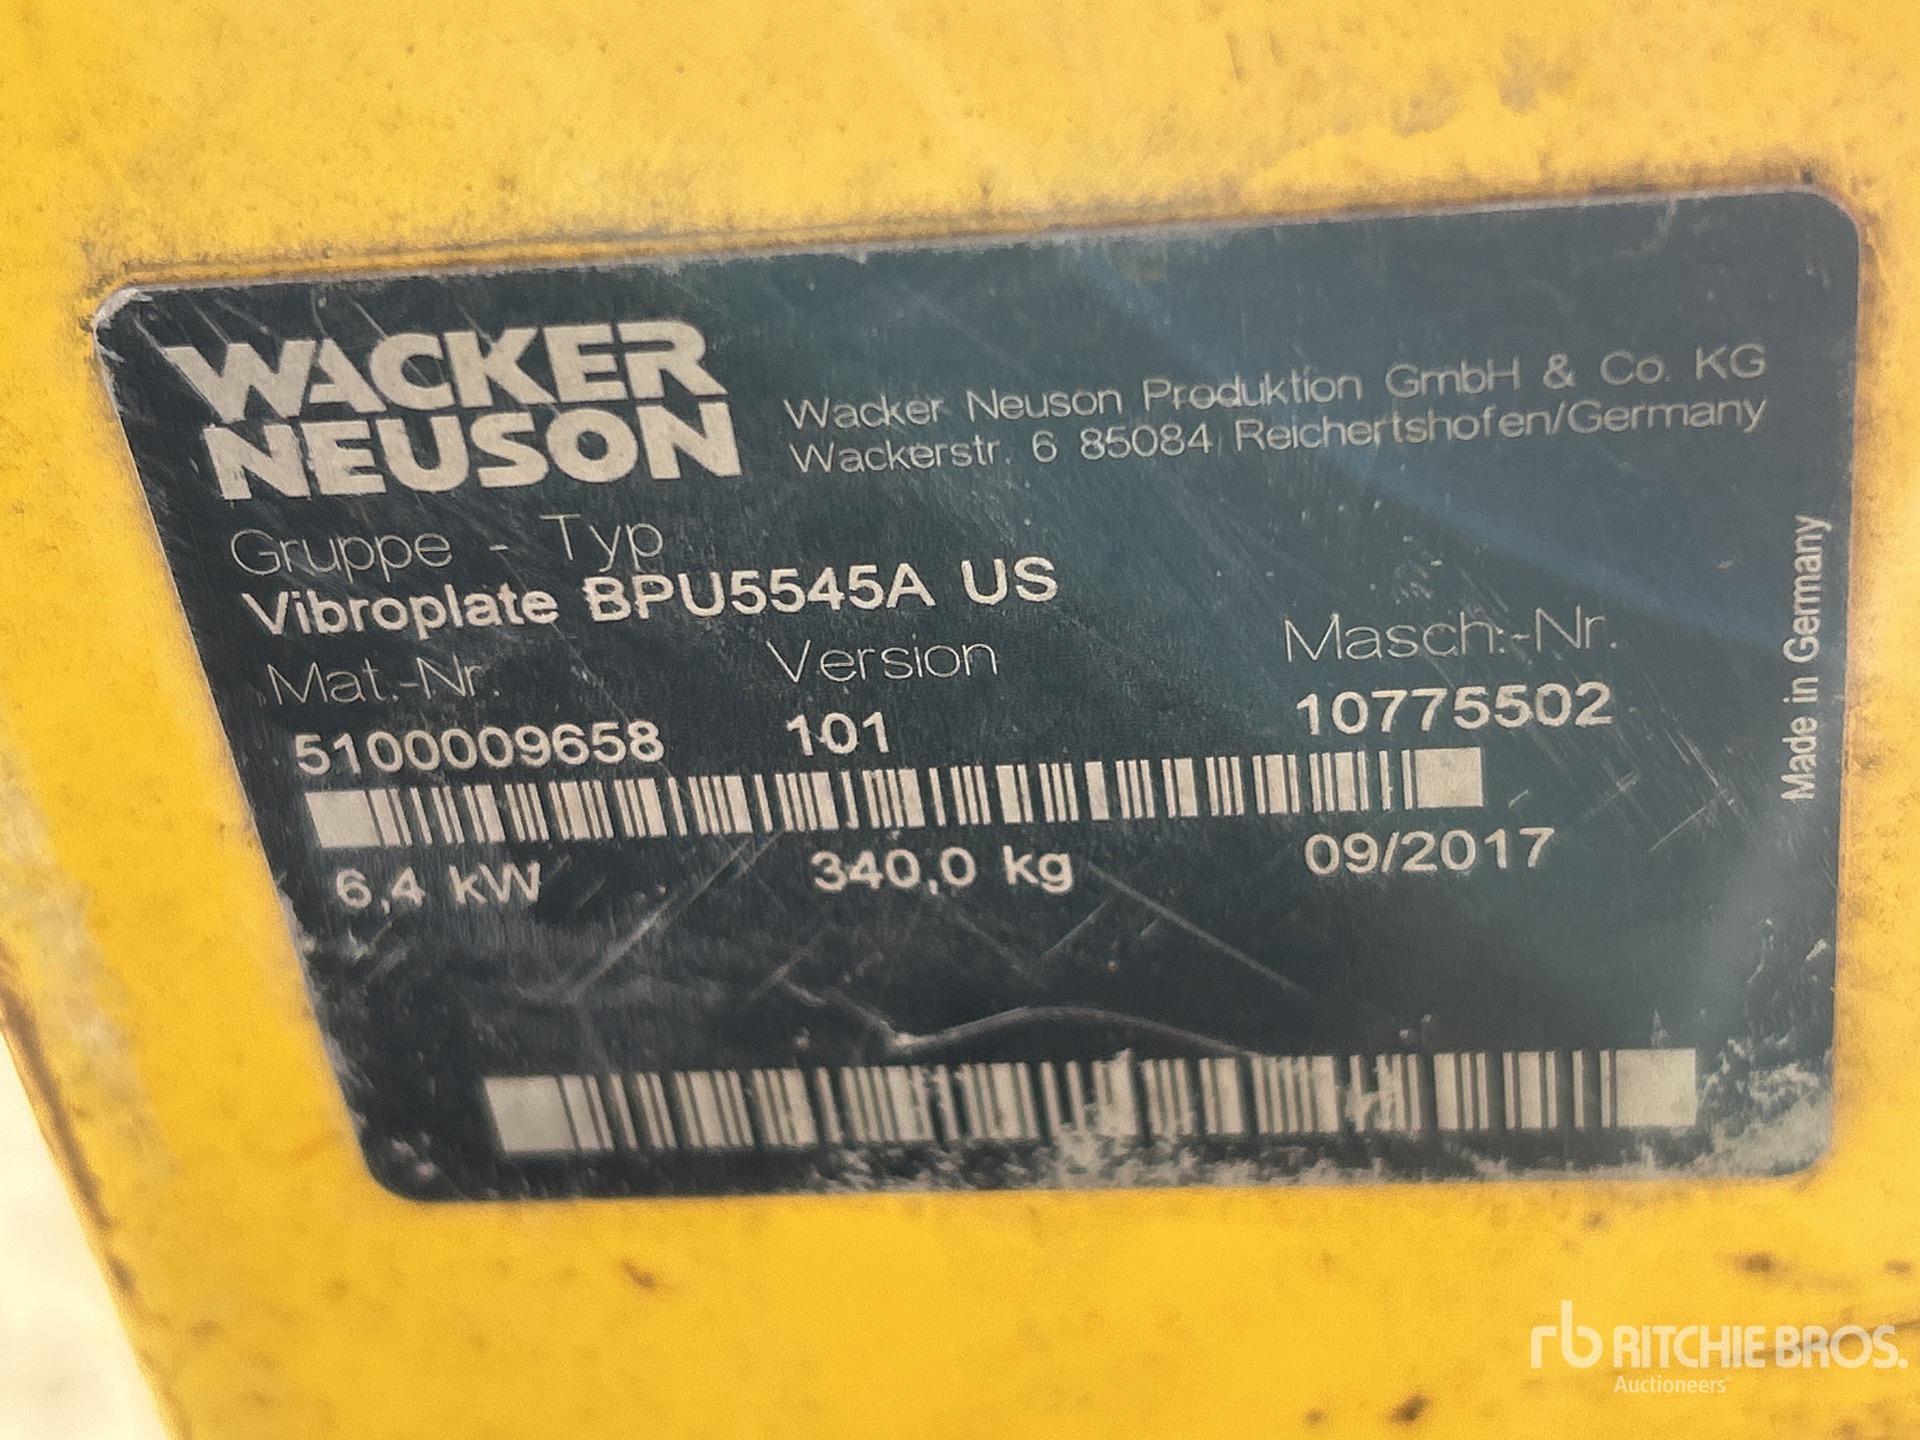 WACKER
NEUSON
Wacker Neuson Produktion GmbH & Co. KG
Wackerstr. 6 85084 Reichertshofen/Germany
Gruppe - Typ
Vibroplate BPU5545A US
Mat.-Nr. Version Masch.-Nr.
5100009658 101 10775502
6,4 kW 340,0 kg 09/2017
Made in Germany
rb RITCHIE BROS.
Auctioneers